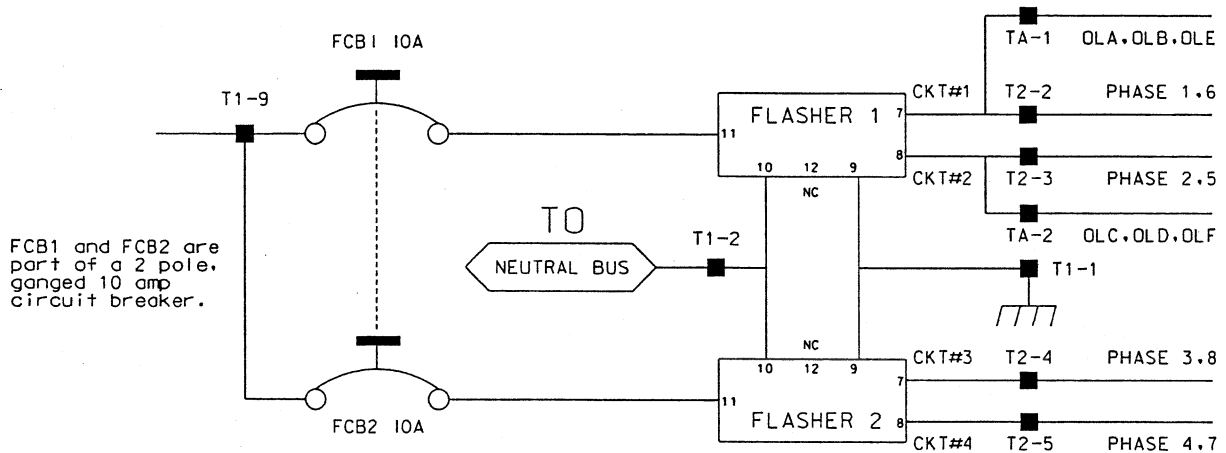 FCB1 10A
T1-9
TA-1 OLA,OLB,OLE
CKT#1 T2-2 PHASE 1,6
FLASHER 1
11
7
8
10 12 9
NC
CKT#2 T2-3 PHASE 2,5
TA-2 OLC,OLD,OLF
TO
NEUTRAL BUS
T1-2
T1-1
FCB1 and FCB2 are
part of a 2 pole,
ganged 10 amp
circuit breaker.
NC
10 12 9
11
7
8
FLASHER 2
CKT#3 T2-4 PHASE 3,8
CKT#4 T2-5 PHASE 4,7
FCB2 10A